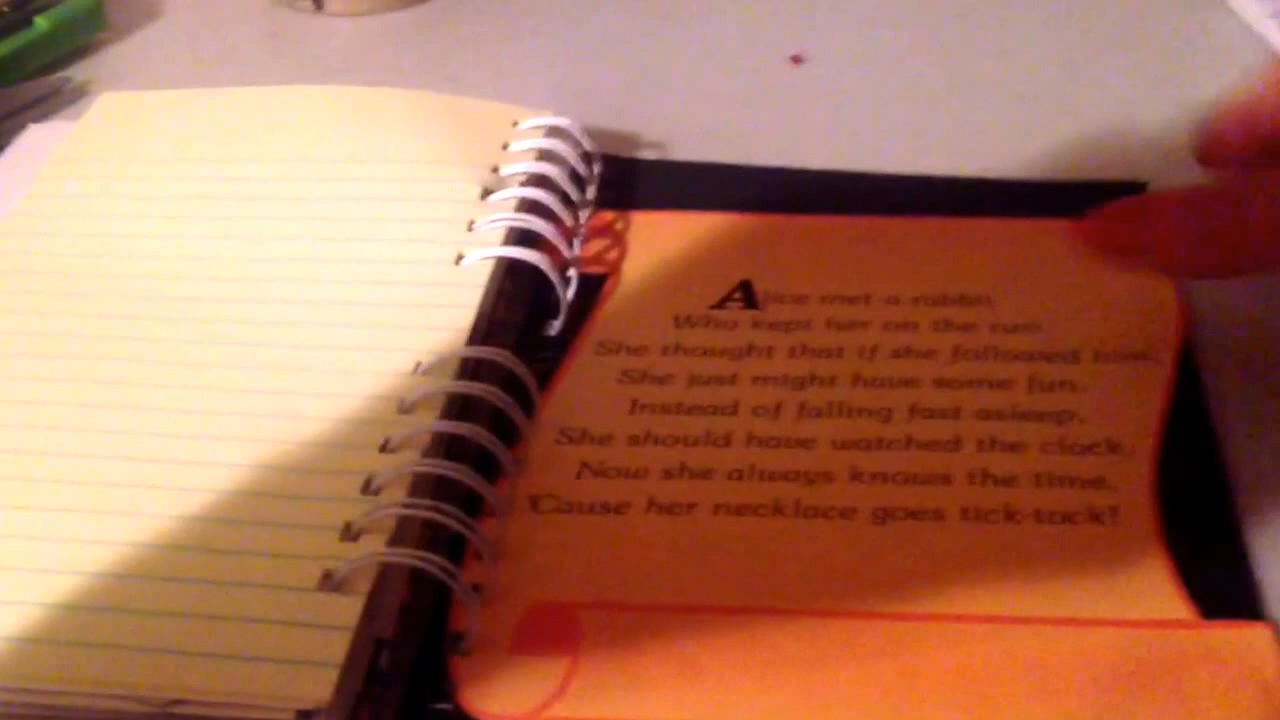 Alice met a rabbit
Who kept her on the run
She thought that if she followed him,
She just might have some fun.
Instead of falling fast asleep,
She should have watched the clock,
Now she always knows the time,
'Cause her necklace goes tick-tock!